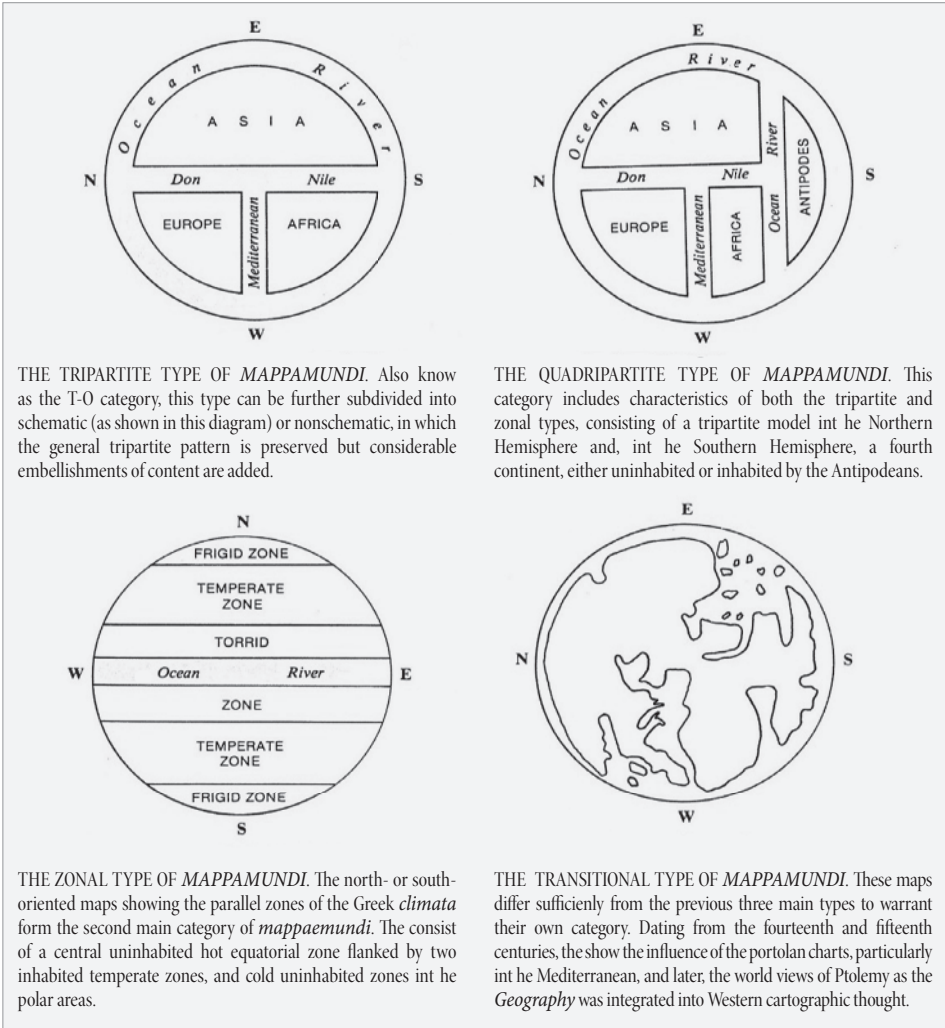 E
Ocean River
A S I A
N
Don
Nile
S
EUROPE
Mediterranean
AFRICA
W
THE TRIPARTITE TYPE OF MAPPAMUNDI. Also know
as the T-O category, this type can be further subdivided into
schematic (as shown in this diagram) or nonschematic, in which
the general tripartite pattern is preserved but considerable
embellishments of content are added.
E
Ocean River
A S I A
River
N
Don
Nile
S
EUROPE
Mediterranean
AFRICA
Ocean
ANTIPODES
W
THE QUADRIPARTITE TYPE OF MAPPAMUNDI. This
category includes characteristics of both the tripartite and
zonal types, consisting of a tripartite model int he Northern
Hemisphere and, int he Southern Hemisphere, a fourth
continent, either uninhabited or inhabited by the Antipodeans.
N
FRIGID ZONE
TEMPERATE
ZONE
TORRID
W
Ocean River
E
ZONE
TEMPERATE
ZONE
FRIGID ZONE
S
THE ZONAL TYPE OF MAPPAMUNDI. The north- or south-
oriented maps showing the parallel zones of the Greek climata
form the second main category of mappaemundi. The consist
of a central uninhabited hot equatorial zone flanked by two
inhabited temperate zones, and cold uninhabited zones int he
polar areas.
E
N
S
W
THE TRANSITIONAL TYPE OF MAPPAMUNDI. These maps
differ sufficienly from the previous three main types to warrant
their own category. Dating from the fourteenth and fifteenth
centuries, the show the influence of the portolan charts, particularly
int he Mediterranean, and later, the world views of Ptolemy as the
Geography was integrated into Western cartographic thought.